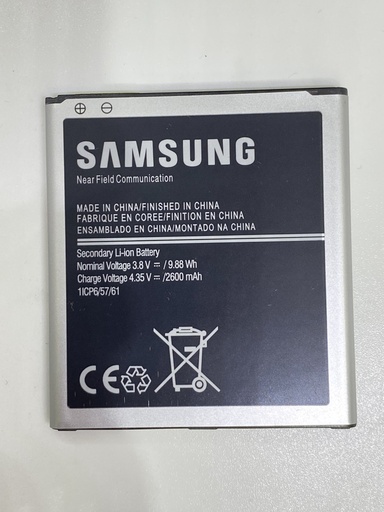 ⊕ ⊖
SAMSUNG
Near Field Communication
MADE IN CHINA/FINISHED IN CHINA
FABRIQUE EN COREE/FINITION EN CHINA
ENSAMBLADO EN CHINA/MONTADO NA CHINA
Secondary Li-ion Battery
Nominal Voltage 3.8 V ⎓ / 9.88 Wh
Charge Voltage 4.35 V ⎓ /2600 mAh
1ICP6/57/61
CE